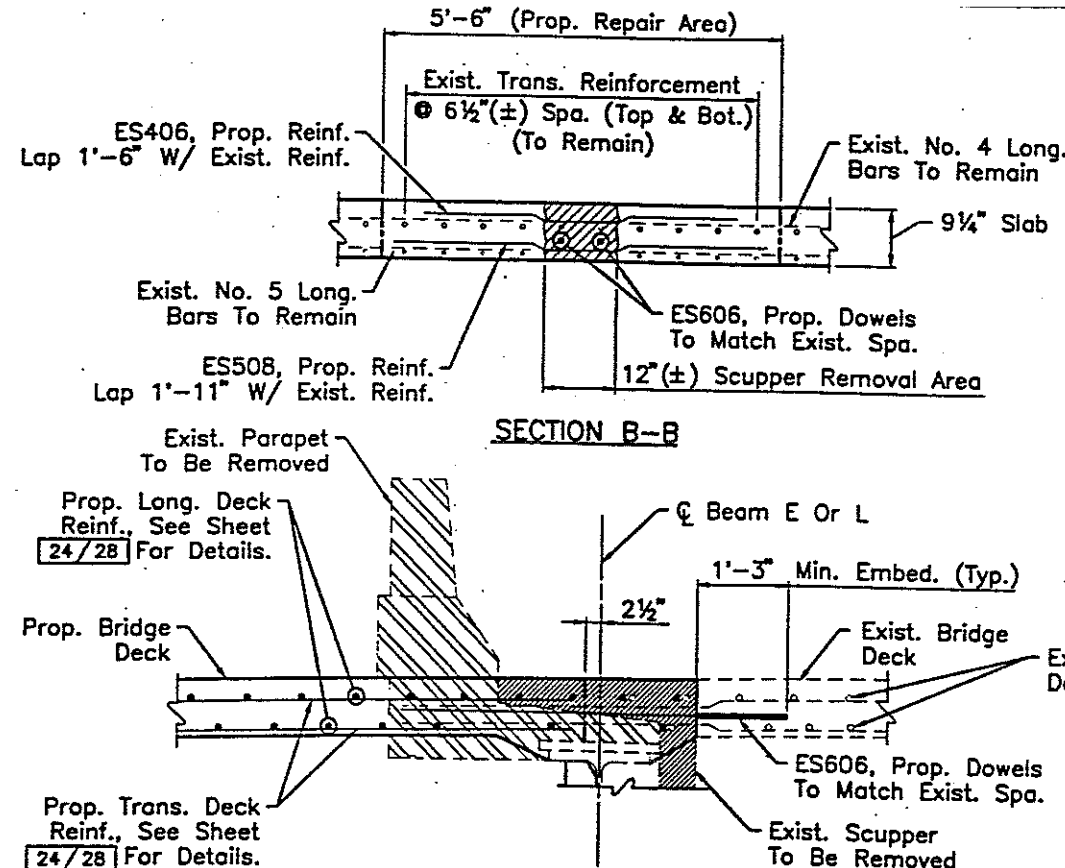 5'-6" (Prop. Repair Area)
Exist. Trans. Reinforcement
@ 6½"(±) Spa. (Top & Bot.)
(To Remain)
ES406, Prop. Reinf.
Lap 1'-6" W/ Exist. Reinf.
Exist. No. 4 Long.
Bars To Remain
9¼" Slab
Exist. No. 5 Long.
Bars To Remain
ES606, Prop. Dowels
To Match Exist. Spa.
ES508, Prop. Reinf.
Lap 1'-11" W/ Exist. Reinf.
12"(±) Scupper Removal Area
SECTION B-B
Exist. Parapet
To Be Removed
Prop. Long. Deck
Reinf., See Sheet
24/28 For Details.
℄ Beam E Or L
1'-3" Min. Embed. (Typ.)
2½"
Prop. Bridge
Deck
Exist. Bridge
Deck
ES606, Prop. Dowels
To Match Exist. Spa.
Prop. Trans. Deck
Reinf., See Sheet
24/28 For Details.
Exist. Scupper
To Be Removed